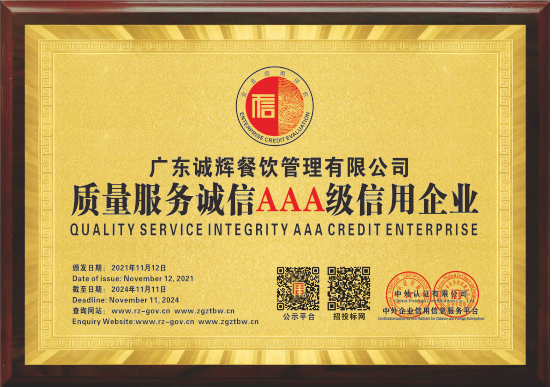 企业信用评价
信
ENTERPRISE CREDIT EVALUATION
广东诚辉餐饮管理有限公司
质量服务诚信AAA级信用企业
QUALITY SERVICE INTEGRITY AAA CREDIT ENTERPRISE
颁发日期： 2021年11月12日
Date of issue: November 12, 2021
截至日期： 2024年11月11日
Deadline: November 11, 2024
查询网站： www.rz-gov.cn www.zgztbw.cn
Enquiry Website:www.rz-gov.cn www.zgztbw.cn
公示平台
招投标网
中外认证有限公司
中外企业信用信息服务平台